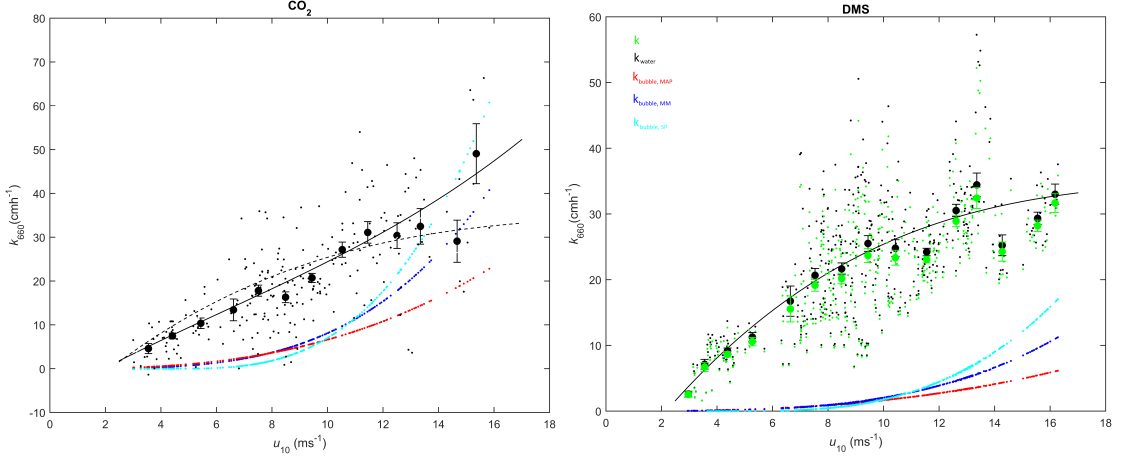 CO2
80
70
60
50
40
30
20
10
0
-10
k660(cmh-1)
0 2 4 6 8 10 12 14 16 18
u10 (ms-1)
DMS
60
50
40
30
20
10
0
k660(cmh-1)
k
kwater
kbubble, MAP
kbubble, MM
kbubble, SP
0 2 4 6 8 10 12 14 16 18
u10 (ms-1)